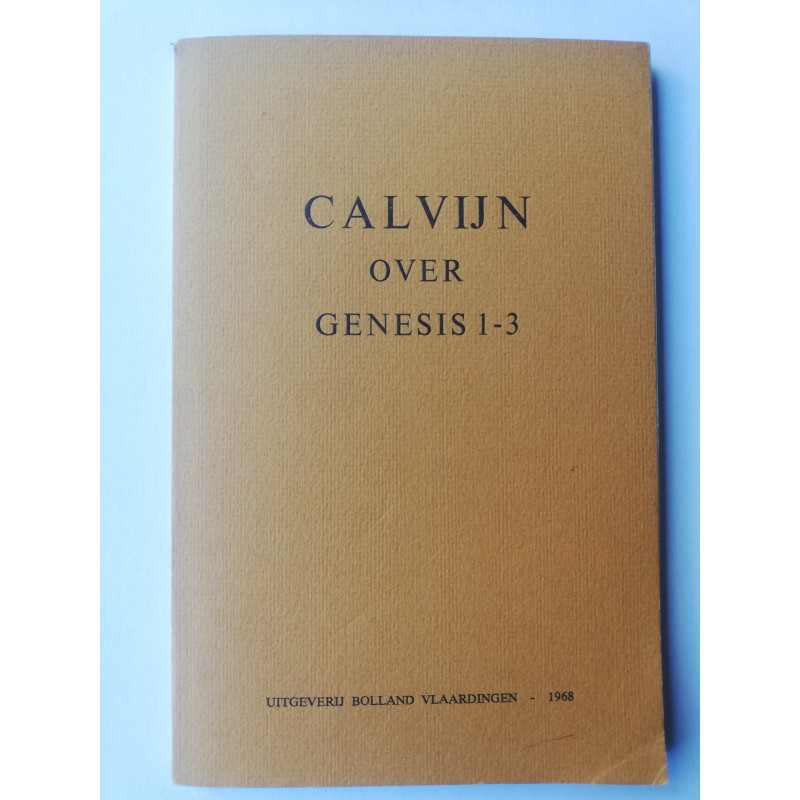 CALVIJN
OVER
GENESIS 1-3
UITGEVERIJ BOLLAND VLAARDINGEN - 1968